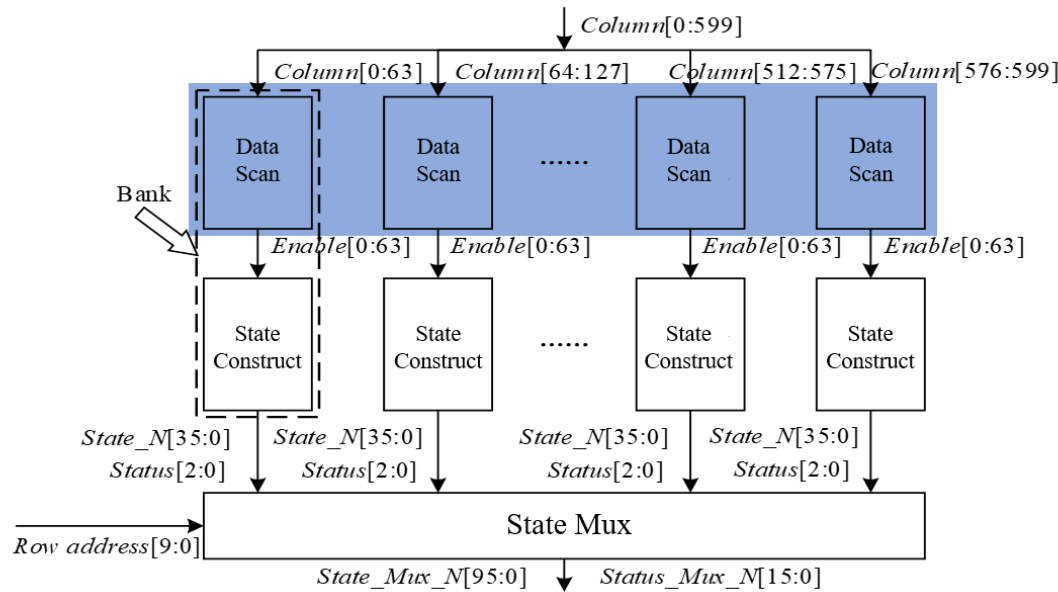 Column[0:599]
Column[0:63]
Column[64:127]
Column[512:575]
Column[576:599]
Data
Scan
Data
Scan
......
Data
Scan
Data
Scan
Bank
Enable[0:63]
Enable[0:63]
Enable[0:63]
Enable[0:63]
State
Construct
State
Construct
......
State
Construct
State
Construct
State_N[35:0]
Status[2:0]
State_N[35:0]
Status[2:0]
State_N[35:0]
Status[2:0]
State_N[35:0]
Status[2:0]
State Mux
Row address[9:0]
State_Mux_N[95:0]
Status_Mux_N[15:0]